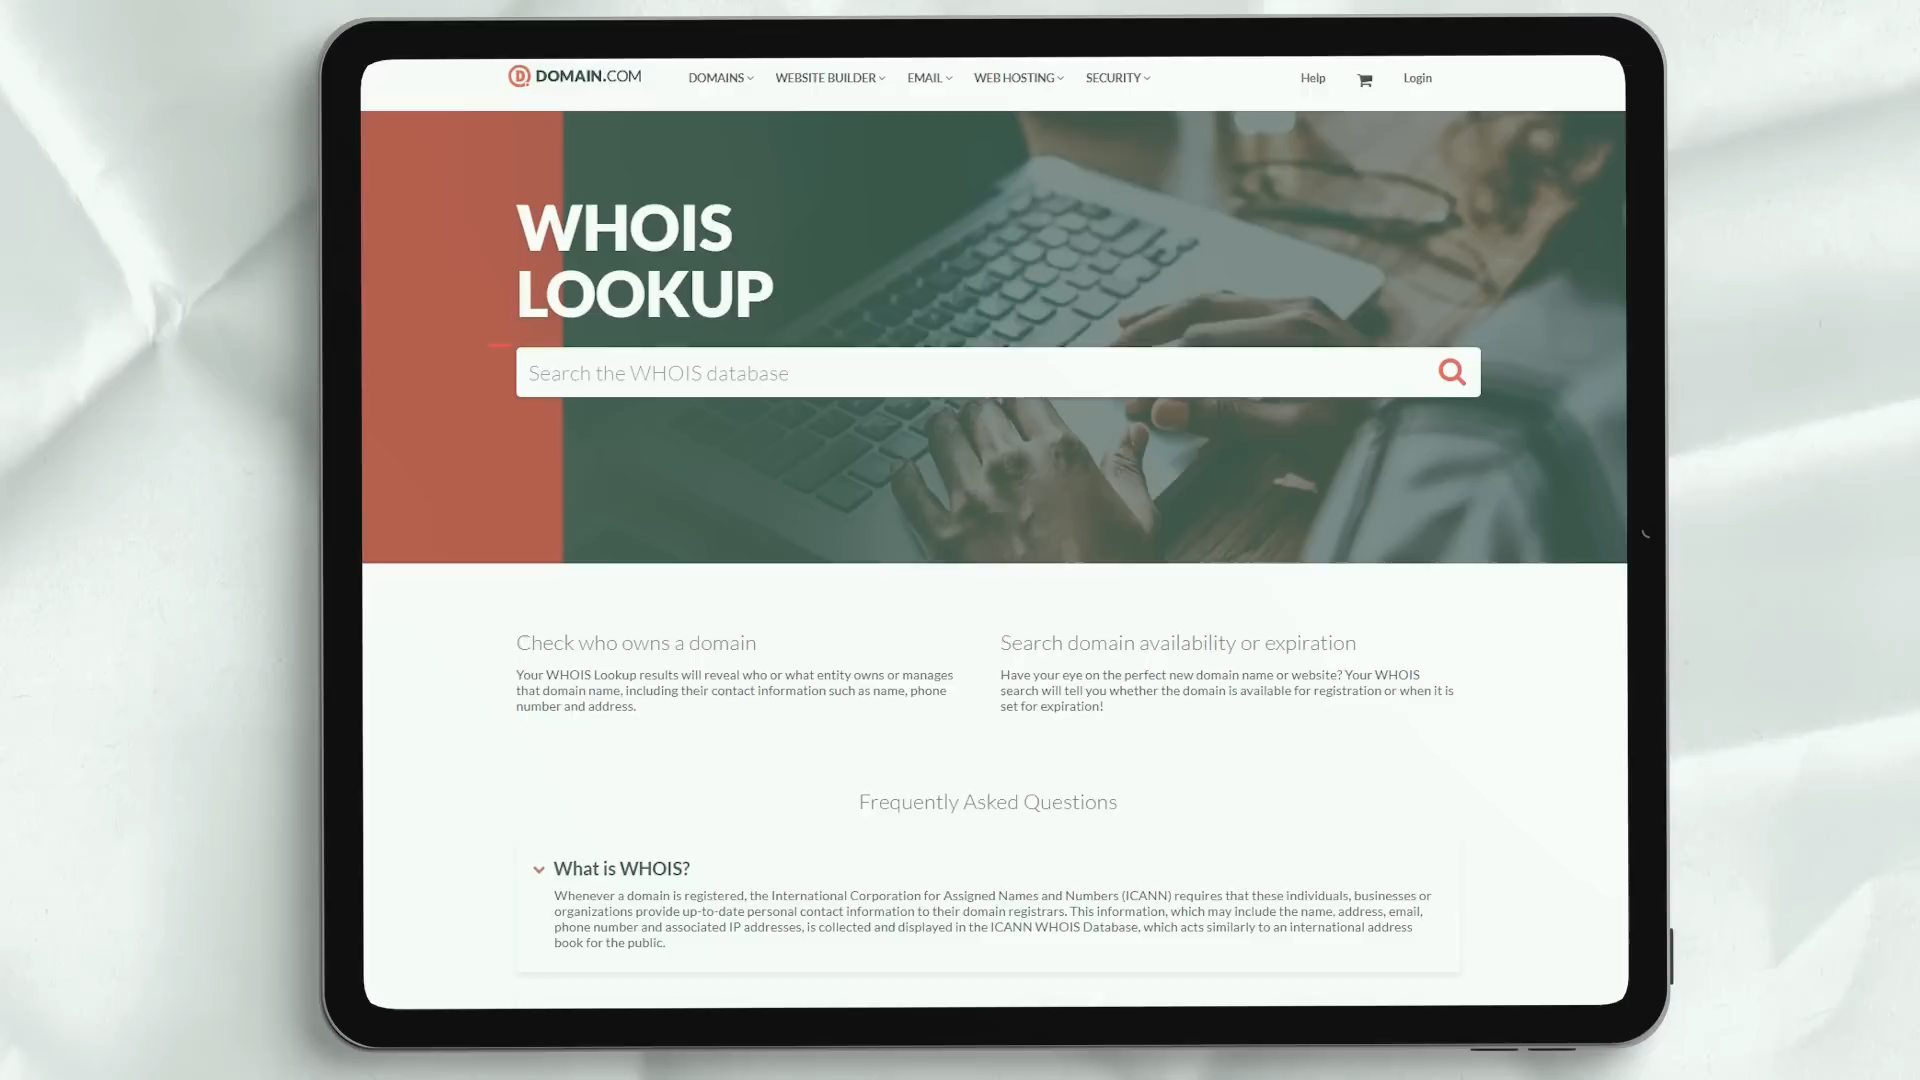 DOMAIN.COM
DOMAINS
WEBSITE BUILDER
EMAIL
WEB HOSTING
SECURITY
Help
Login
WHOIS
LOOKUP
Search the WHOIS database
Check who owns a domain
Your WHOIS Lookup results will reveal who or what entity owns or manages
that domain name, including their contact information such as name, phone
number and address.
Search domain availability or expiration
Have your eye on the perfect new domain name or website? Your WHOIS
search will tell you whether the domain is available for registration or when it is
set for expiration!
Frequently Asked Questions
What is WHOIS?
Whenever a domain is registered, the International Corporation for Assigned Names and Numbers (ICANN) requires that these individuals, businesses or
organizations provide up-to-date personal contact information to their domain registrars. This information, which may include the name, address, email,
phone number and associated IP addresses, is collected and displayed in the ICANN WHOIS Database, which acts similarly to an international address
book for the public.